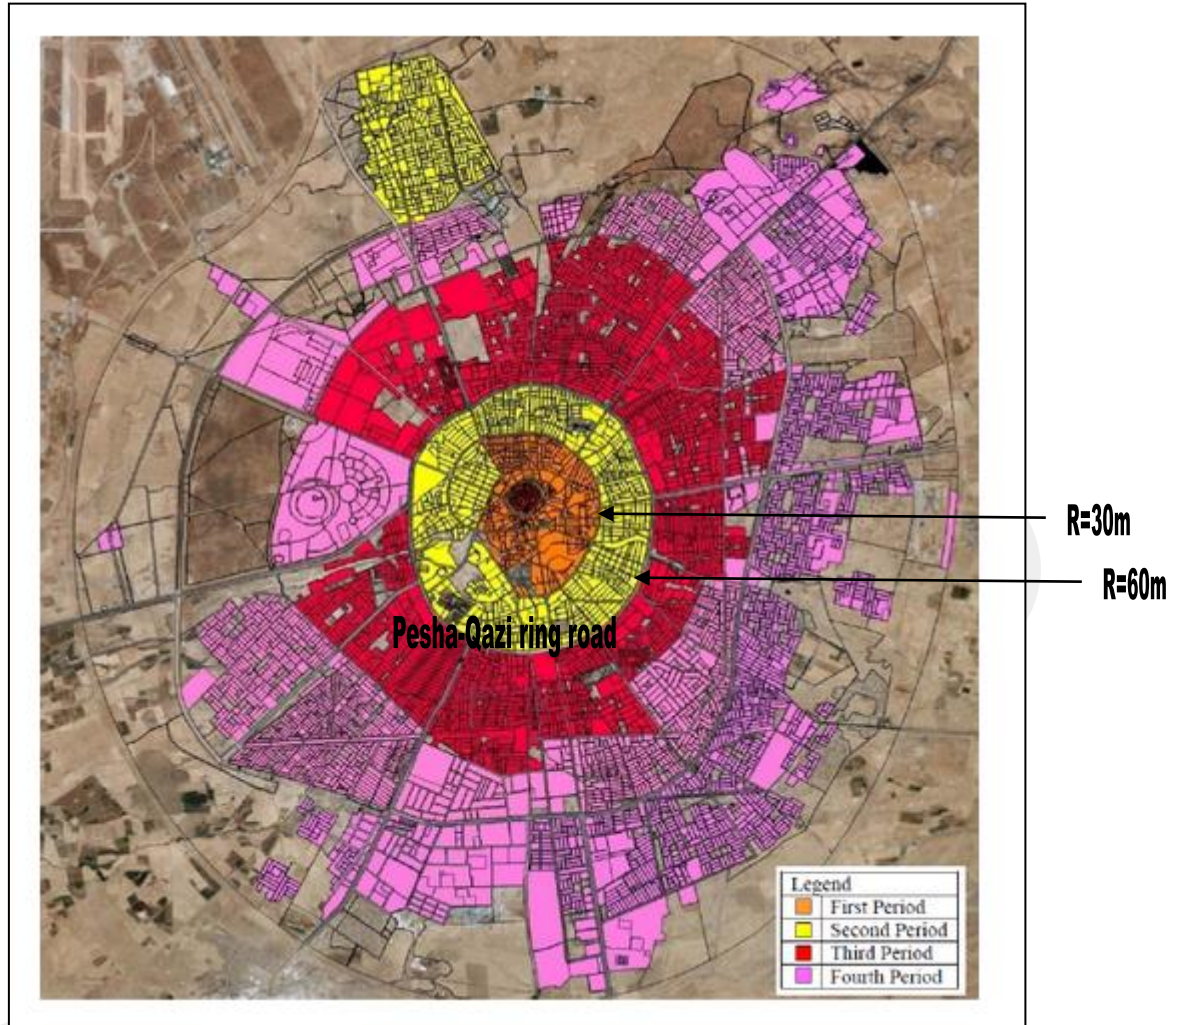 R=30m
R=60m
Pesha-Qazi ring road
Legend
First Period
Second Period
Third Period
Fourth Period